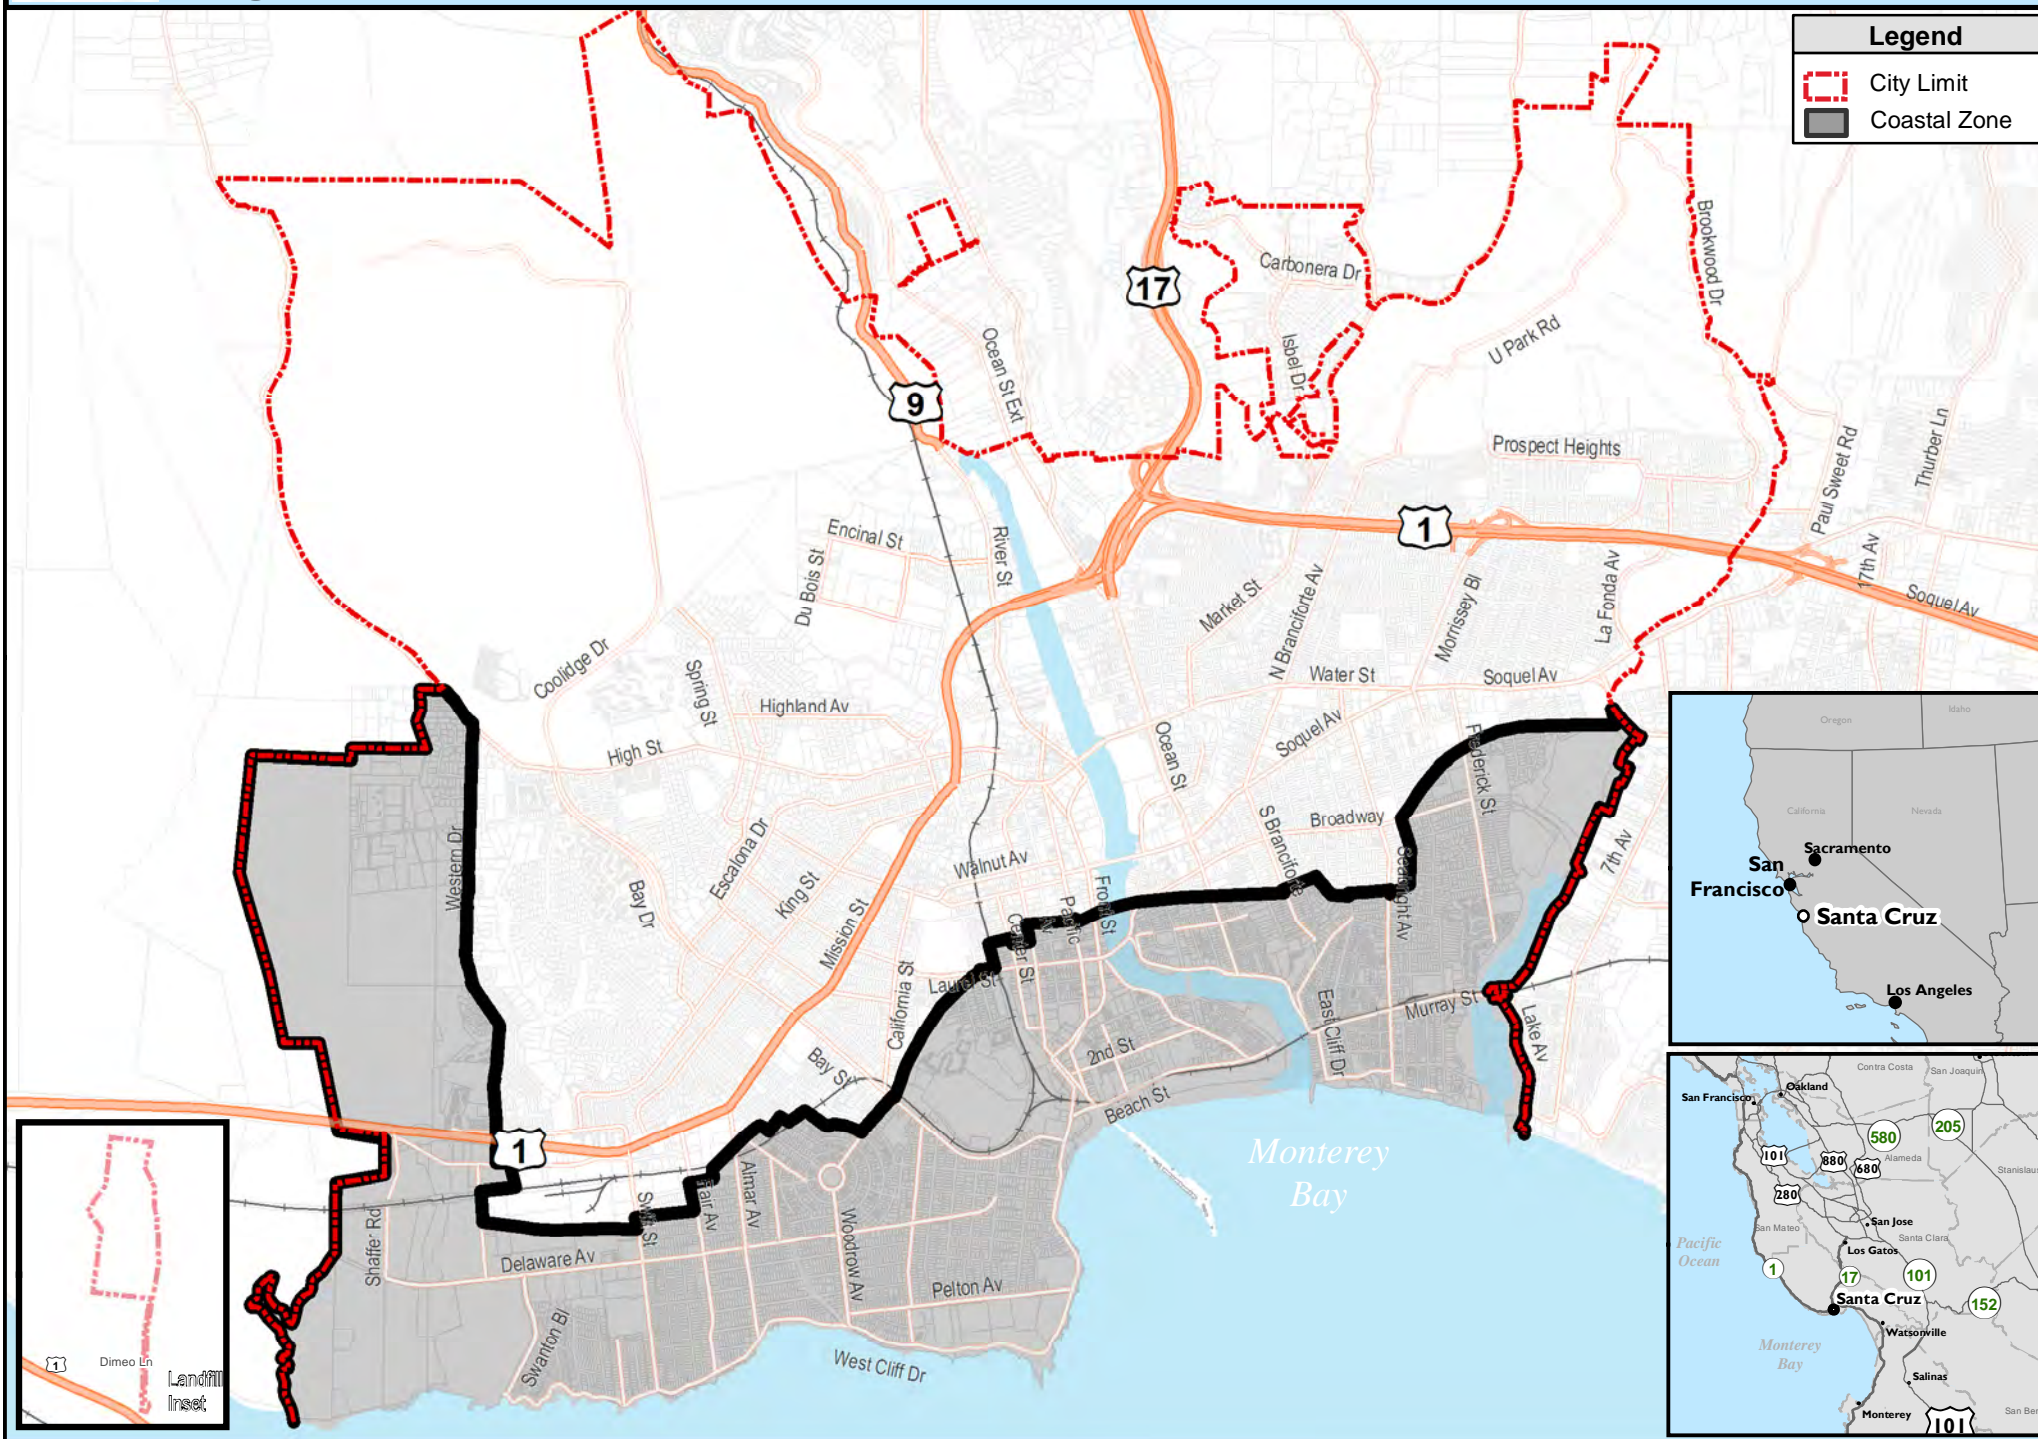 Legend
City Limit
Coastal Zone
17
Carbonera Dr
Brookwood Dr
Isbel Dr
U Park Rd
Ocean St Ext
9
Prospect Heights
Paul Sweet Rd
Thurber Ln
1
Encinal St
Du Bois St
River St
Market St
N Branciforte Av
Morrissey Bl
La Fonda Av
17th Av
Soquel Av
Coolidge Dr
Spring St
Highland Av
High St
Water St
Soquel Av
Soquel Av
Ocean St
Frederick St
Broadway
S Branciforte
Seabright Av
7th Av
Western Dr
Bay Dr
Escalona Dr
King St
Mission St
Walnut Av
Center St
Pacific
Av
Front St
Laurel St
California St
Bay St
2nd St
Beach St
East Cliff Dr
Murray St
Lake Av
1
Swift St
Fair Av
Almar Av
Woodrow Av
Delaware Av
Pelton Av
Swanton Bl
West Cliff Dr
Shaffer Rd
Monterey
Bay
1
Dimeo Ln
Landfill
Inset
Oregon
Idaho
California
Nevada
Sacramento
San
Francisco
Santa Cruz
Los Angeles
Contra Costa
San Joaquin
Oakland
San Francisco
580
205
101
880
680
Alameda
Stanislaus
280
San Mateo
San Jose
Santa Clara
Los Gatos
Pacific
Ocean
1
17
101
152
Santa Cruz
Watsonville
Monterey
Bay
Salinas
Monterey
101
San Ben